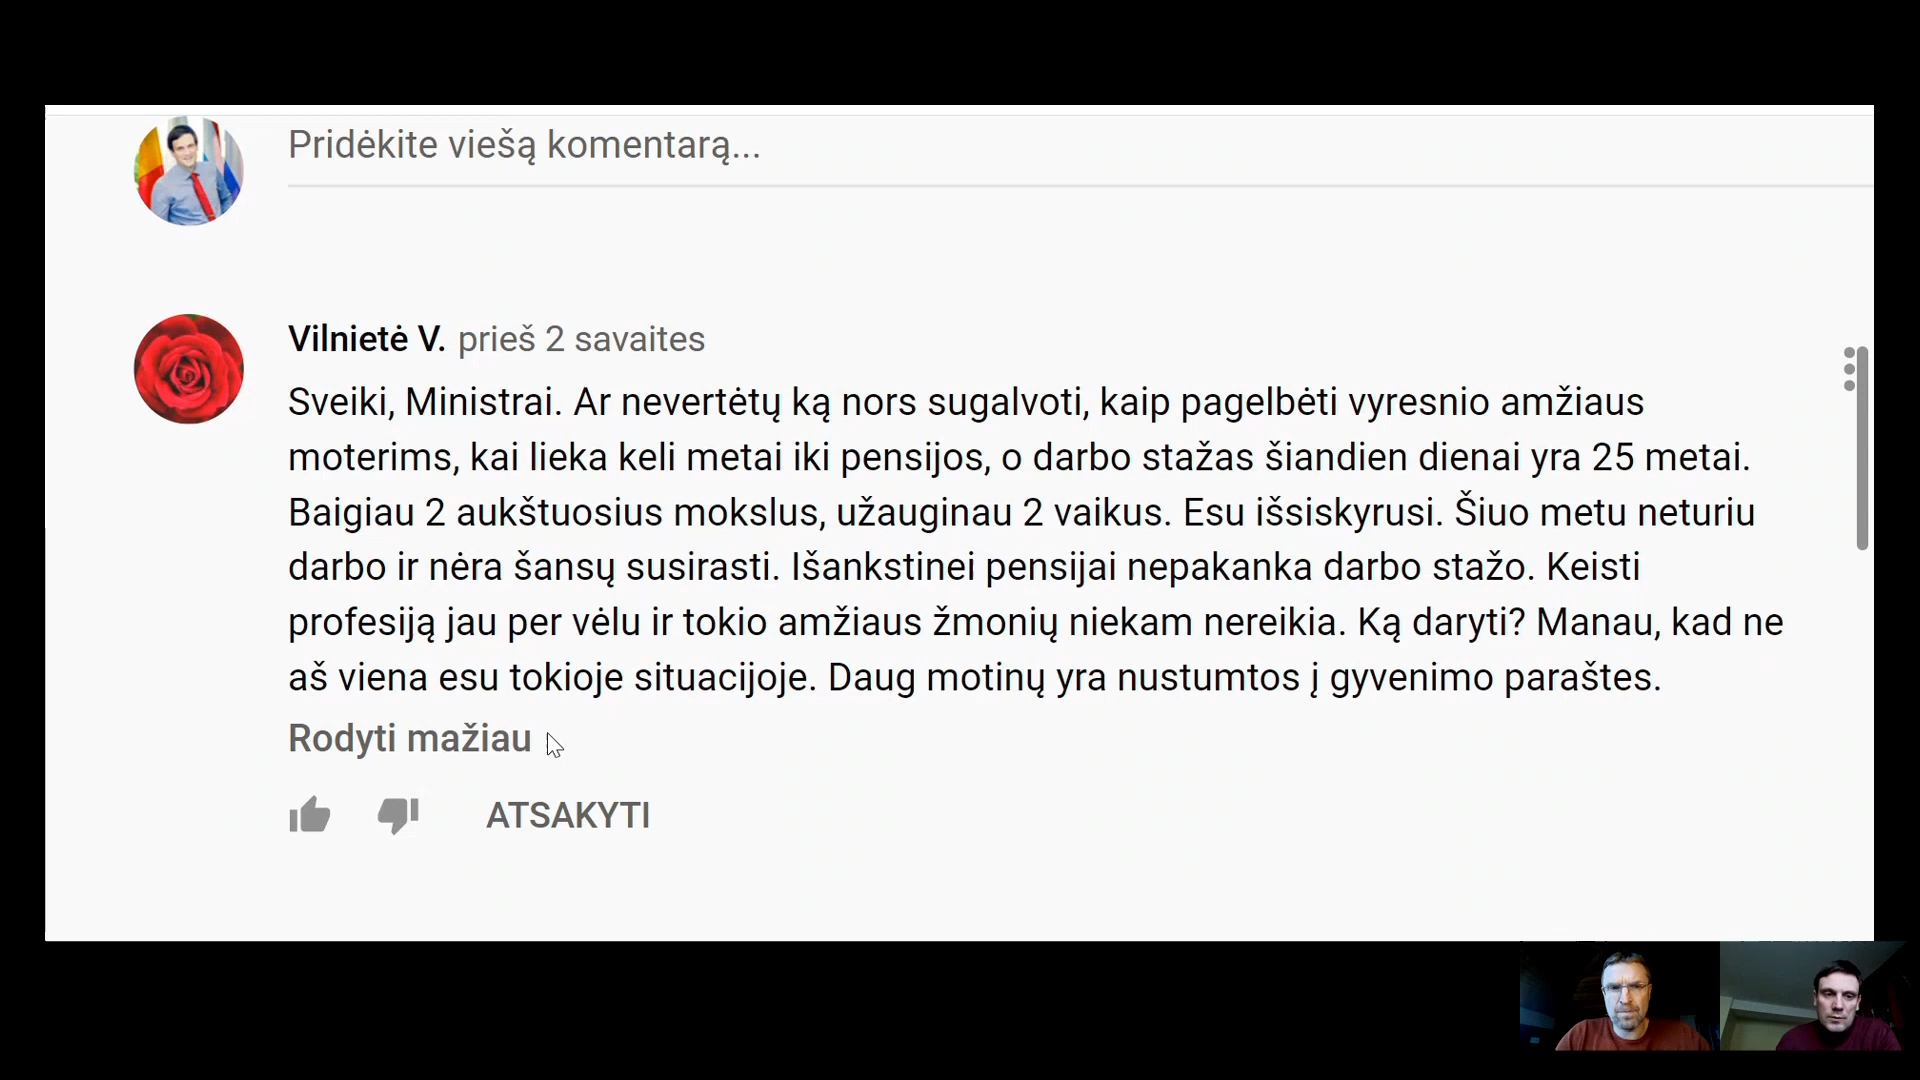 Pridėkite viešą komentarą...
Vilnietė V. prieš 2 savaites
Sveiki, Ministrai. Ar nevertėtų ką nors sugalvoti, kaip pagelbėti vyresnio amžiaus
moterims, kai lieka keli metai iki pensijos, o darbo stažas šiandien dienai yra 25 metai.
Baigiau 2 aukštuosius mokslus, užauginau 2 vaikus. Esu išsiskyrusi. Šiuo metu neturiu
darbo ir nėra šansų susirasti. Išankstinei pensijai nepakanka darbo stažo. Keisti
profesiją jau per vėlu ir tokio amžiaus žmonių niekam nereikia. Ką daryti? Manau, kad ne
aš viena esu tokioje situacijoje. Daug motinų yra nustumtos į gyvenimo paraštes.
Rodyti mažiau
ATSAKYTI